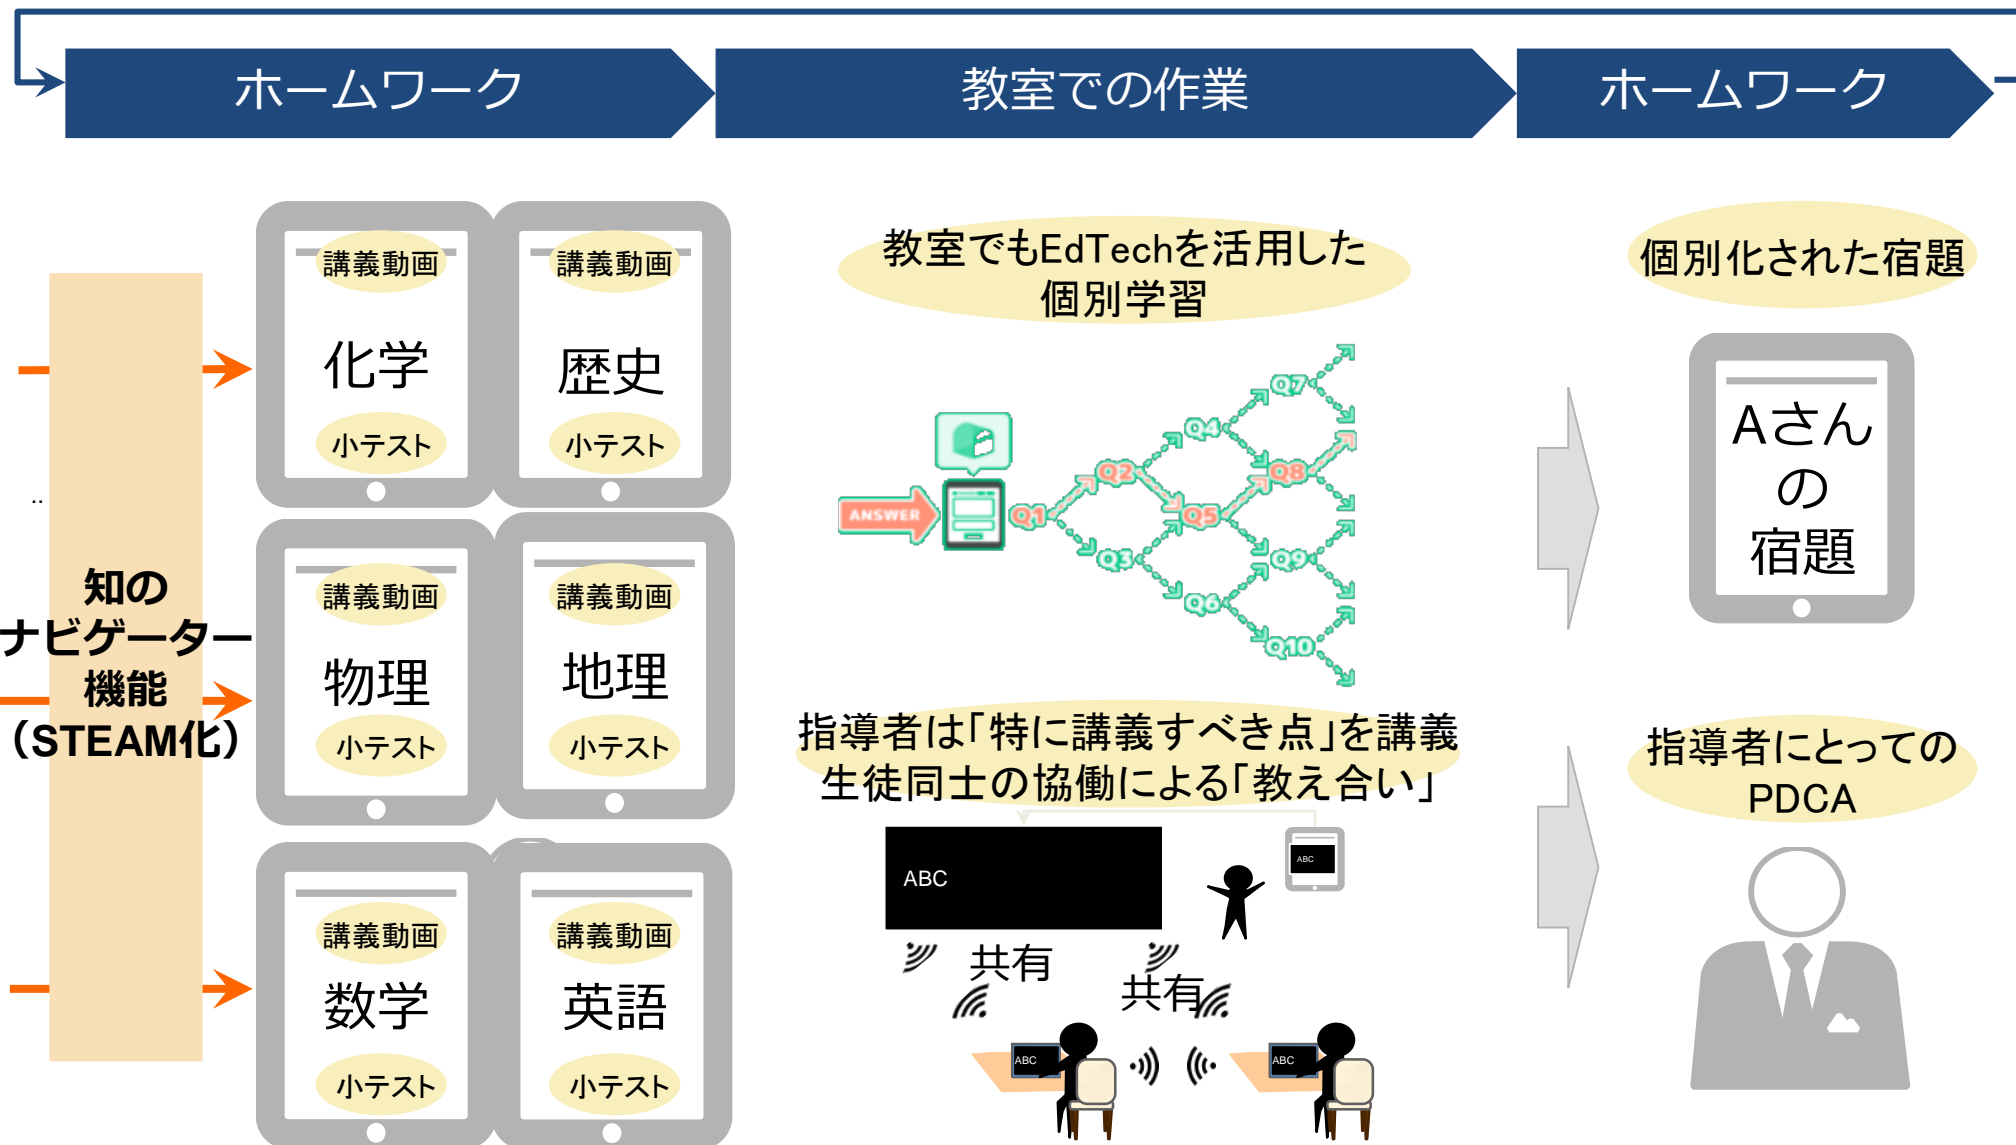 ホームワーク
教室での作業
ホームワーク
知の
ナビゲーター
機能
（STEAM化）
..
講義動画
化学
小テスト
講義動画
歴史
小テスト
講義動画
物理
小テスト
講義動画
地理
小テスト
講義動画
数学
小テスト
講義動画
英語
小テスト
教室でもEdTechを活用した
個別学習
ANSWER
Q1
Q2
Q3
Q4
Q5
Q6
Q7
Q8
Q9
Q10
指導者は「特に講義すべき点」を講義
生徒同士の協働による「教え合い」
ABC
ABC
共有
共有
ABC
ABC
個別化された宿題
Aさん
の
宿題
指導者にとっての
PDCA